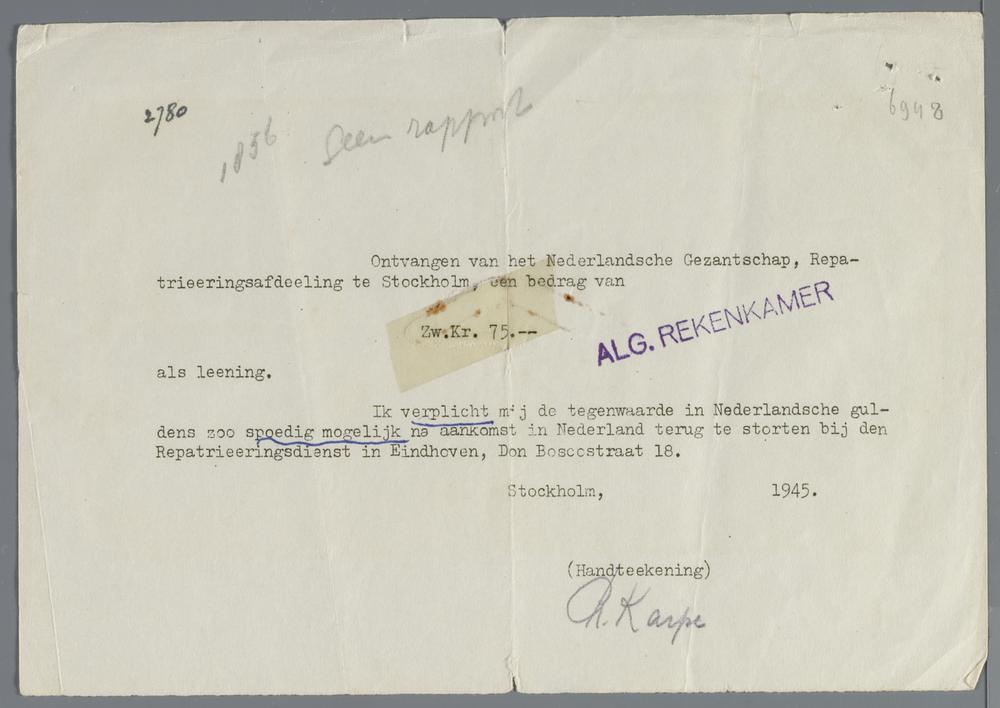 2780
6948
1856 Geen rapport
Ontvangen van het Nederlandsche Gezantschap, Repa-
trieeringsafdeeling te Stockholm, een bedrag van
Zw.Kr. 75.--
ALG. REKENKAMER
als leening.
Ik verplicht mij de tegenwaarde in Nederlandsche gul-
dens zoo spoedig mogelijk na aankomst in Nederland terug te storten bij den
Repatrieeringsdienst in Eindhoven, Don Boscostraat 18.
Stockholm, 1945.
(Handteekening)
Karpe